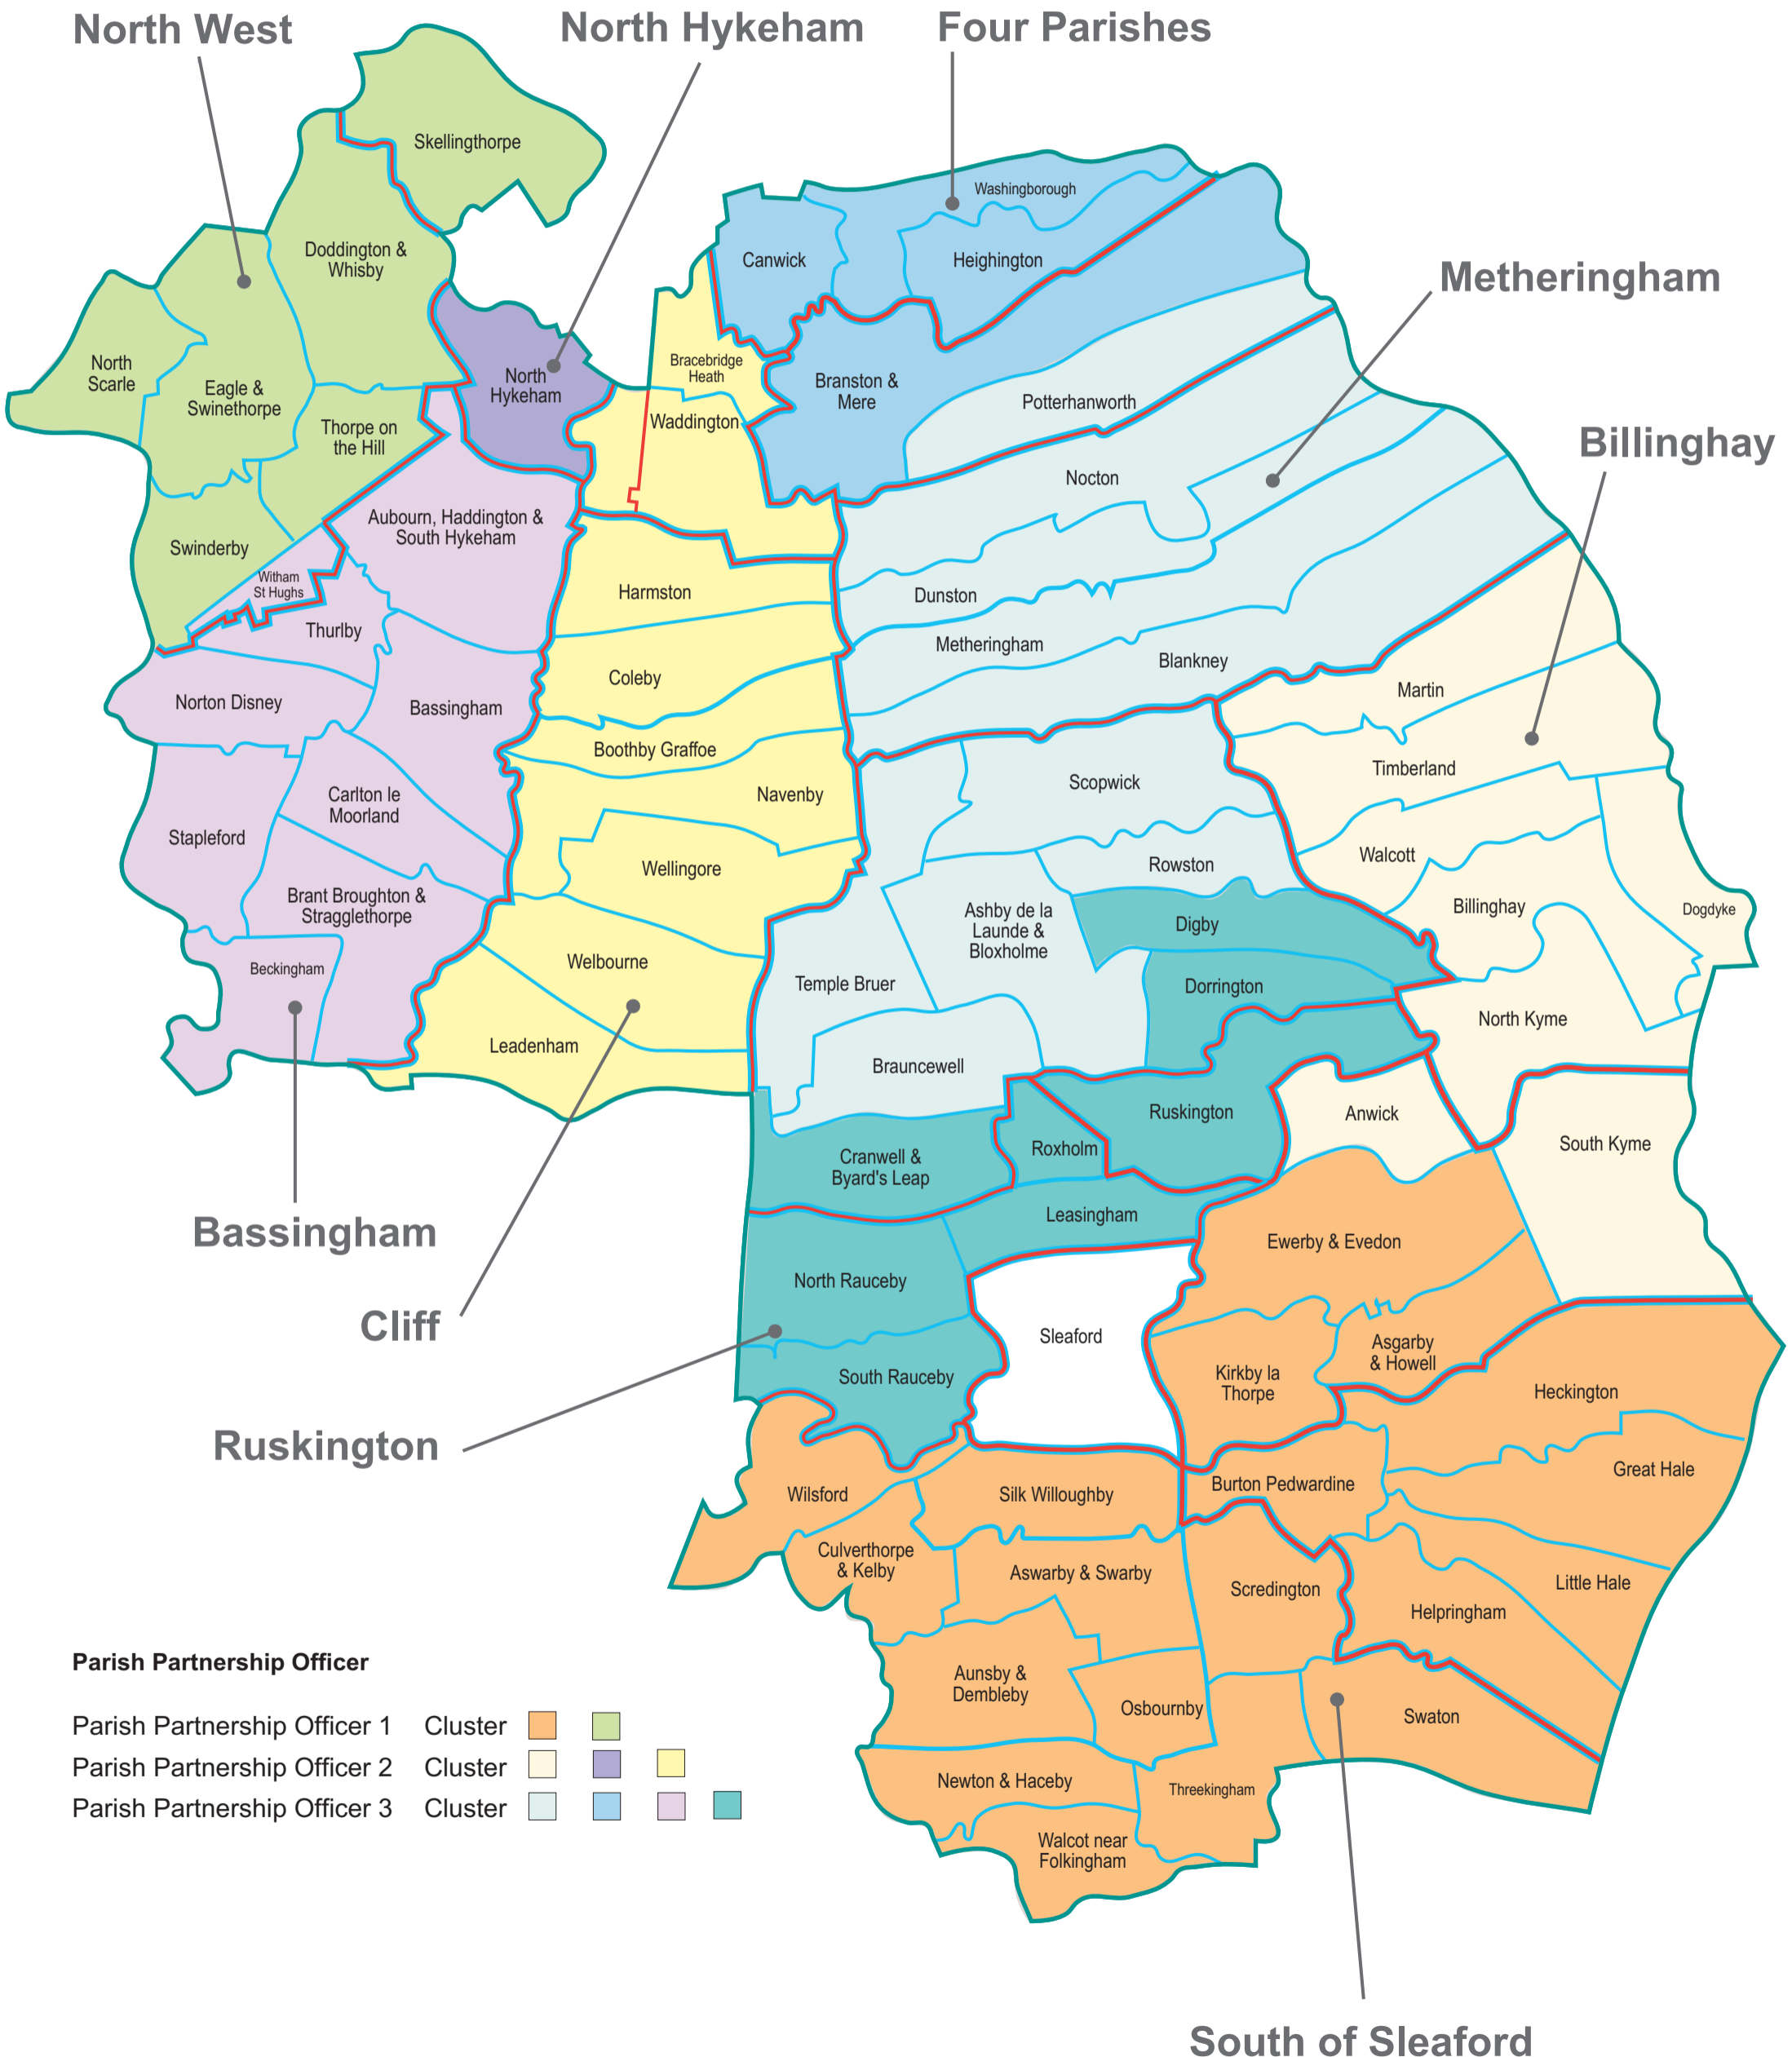 North West
North Hykeham
Four Parishes
Skellingthorpe
Washingborough
Doddington &
Whisby
Canwick
Heighington
Metheringham
North
Scarle
Eagle &
Swinethorpe
North
Hykeham
Bracebridge
Heath
Branston &
Mere
Potterhanworth
Thorpe on
the Hill
Waddington
Billinghay
Nocton
Aubourn, Haddington &
South Hykeham
Swinderby
Witham
St Hughs
Harmston
Dunston
Thurlby
Metheringham
Blankney
Coleby
Martin
Norton Disney
Bassingham
Boothby Graffoe
Timberland
Scopwick
Navenby
Carlton le
Moorland
Stapleford
Walcott
Rowston
Wellingore
Brant Broughton &
Stragglethorpe
Billinghay
Dogdyke
Ashby de la
Launde &
Bloxholme
Digby
Beckingham
Welbourne
Temple Bruer
Dorrington
North Kyme
Leadenham
Brauncewell
Ruskington
Anwick
South Kyme
Roxholm
Cranwell &
Byard's Leap
Leasingham
Bassingham
Ewerby & Evedon
North Rauceby
Cliff
Sleaford
Asgarby
& Howell
South Rauceby
Kirkby la
Thorpe
Heckington
Ruskington
Great Hale
Burton Pedwardine
Wilsford
Silk Willoughby
Culverthorpe
& Kelby
Aswarby & Swarby
Scredington
Little Hale
Helpringham
Parish Partnership Officer
Aunsby &
Dembleby
Osbournby
Swaton
Parish Partnership Officer 1 Cluster
Parish Partnership Officer 2 Cluster
Newton & Haceby
Threekingham
Parish Partnership Officer 3 Cluster
Walcot near
Folkingham
South of Sleaford